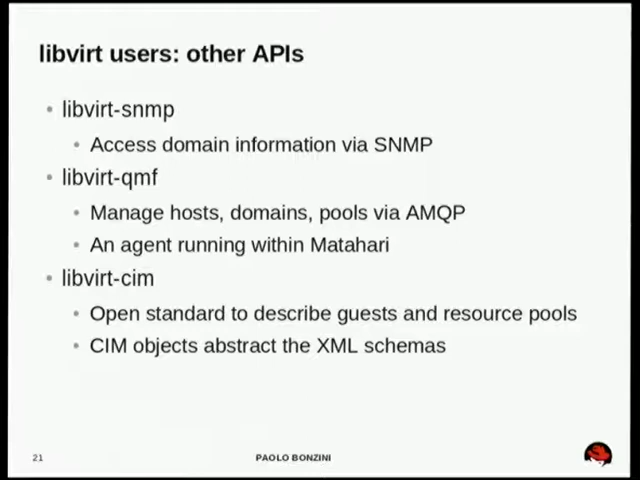 libvirt users: other APIs
• libvirt-snmp
• Access domain information via SNMP
• libvirt-qmf
• Manage hosts, domains, pools via AMQP
• An agent running within Matahari
• libvirt-cim
• Open standard to describe guests and resource pools
• CIM objects abstract the XML schemas
21
PAOLO BONZINI